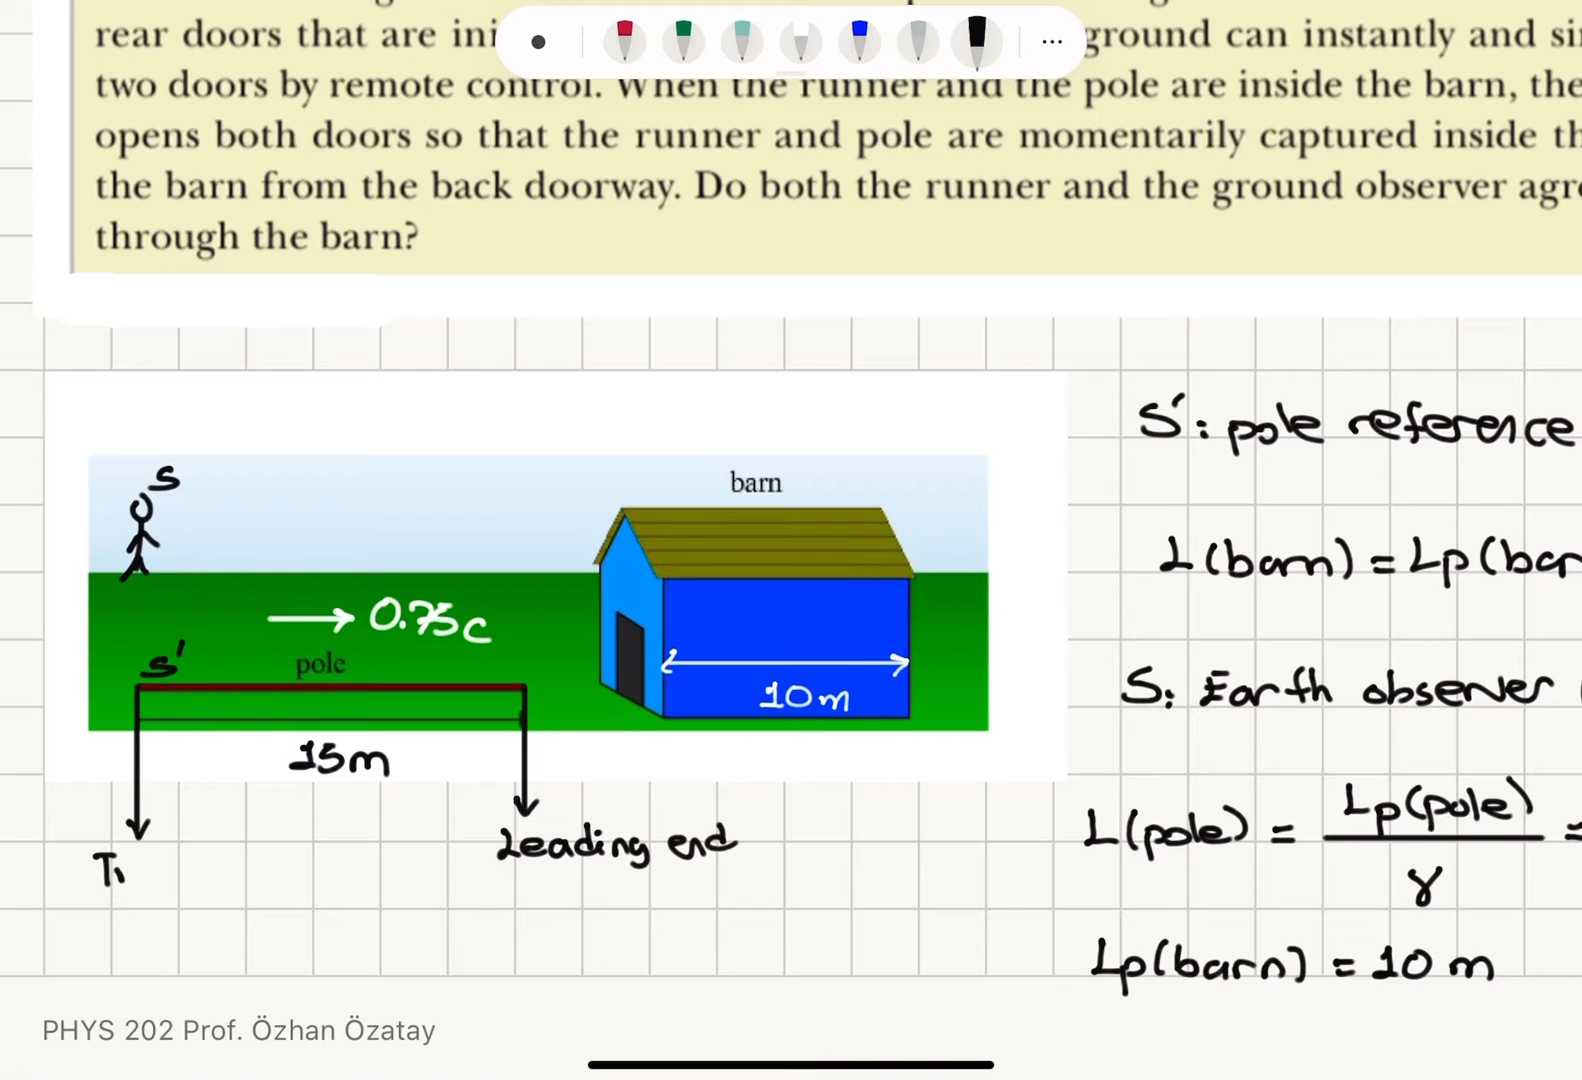 rear doors that are ini ground can instantly and si
two doors by remote control. When the runner and the pole are inside the barn, the
opens both doors so that the runner and pole are momentarily captured inside th
the barn from the back doorway. Do both the runner and the ground observer agre
through the barn?
S': pole reference
S
barn
L(barn) = Lp(bar
0.75c
S'
pole
10m
S: Earth observer (
15m
L(pole) = Lp(pole) / γ =
Leading end
T
Lp(barn) = 10 m
PHYS 202 Prof. Özhan Özatay